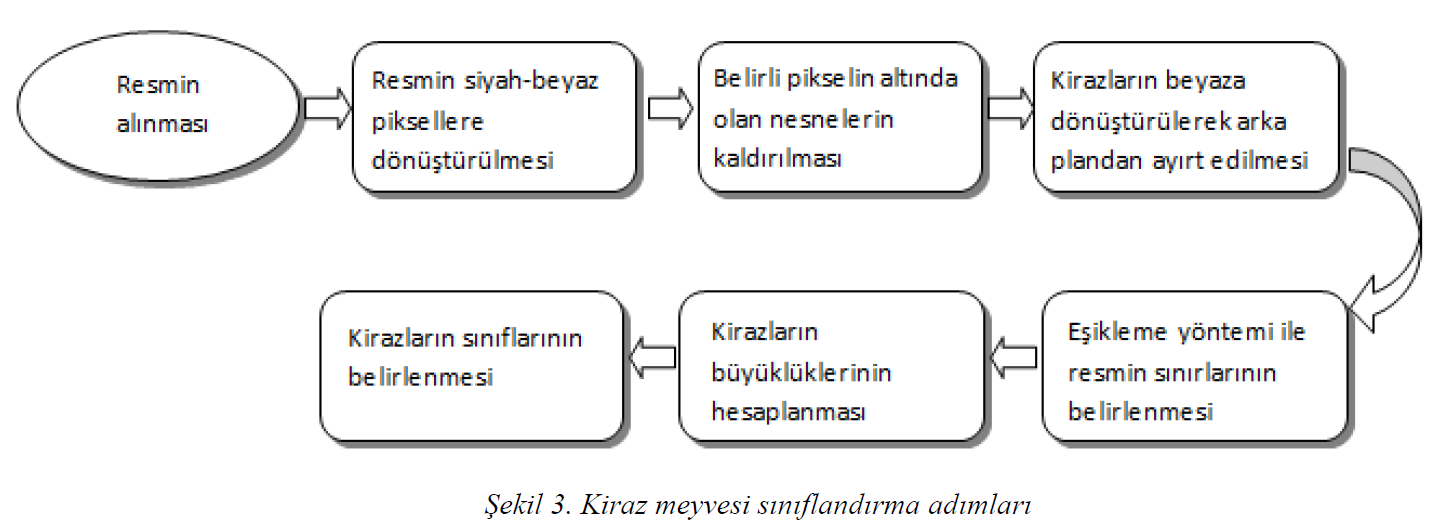 Resmin
alınması
Resmin siyah-beyaz
piksellere
dönüştürülmesi
Belirli pikselin altında
olan nesnelerin
kaldırılması
Kirazların beyaza
dönüştürülerek arka
plandan ayırt edilmesi
Eşikleme yöntemi ile
resmin sınırlarının
belirlenmesi
Kirazların
büyüklüklerinin
hesaplanması
Kirazların sınıflarının
belirlenmesi
Şekil 3. Kiraz meyvesi sınıflandırma adımları